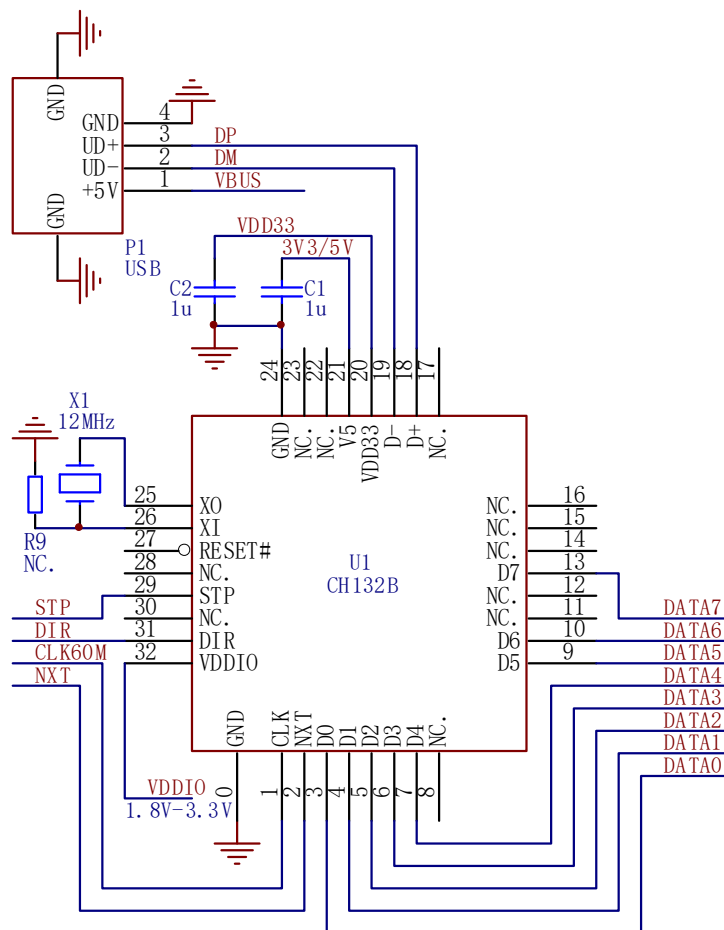 GND
GND 4
UD+ 3 DP
UD- 2 DM
+5V 1 VBUS
GND
P1
USB
VDD33
3V3/5V
C2
1u
C1
1u
24 23 22 21 20 19 18 17
GND NC. NC. V5 VDD33 D- D+ NC.
X1
12MHz
R9
NC.
25 XO
26 XI
27 RESET#
28 NC.
29 STP
30 NC.
31 DIR
32 VDDIO
STP
DIR
CLK60M
NXT
U1
CH132B
NC. 16
NC. 15
NC. 14
D7 13
NC. 12
NC. 11
D6 10
D5 9
DATA7
DATA6
DATA5
DATA4
DATA3
DATA2
DATA1
DATA0
GND CLK NXT D0 D1 D2 D3 D4 NC.
0 1 2 3 4 5 6 7 8
VDDIO
1.8V-3.3V